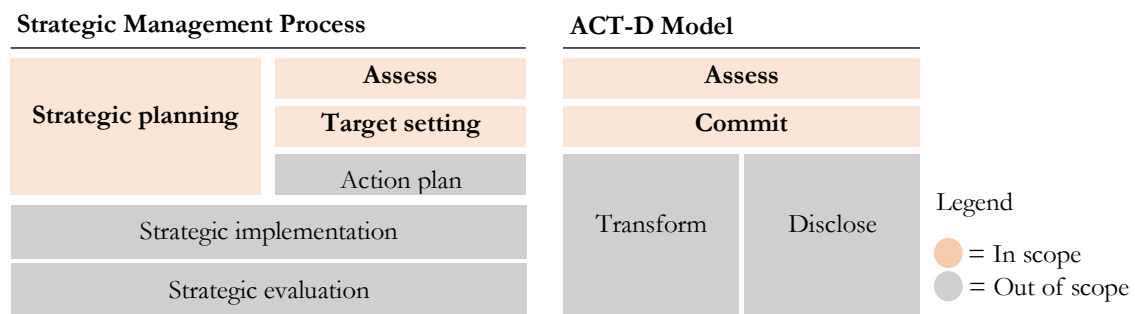 Strategic Management Process
ACT-D Model
Strategic planning
Assess
Target setting
Action plan
Strategic implementation
Strategic evaluation
Assess
Commit
Transform
Disclose
Legend
= In scope
= Out of scope